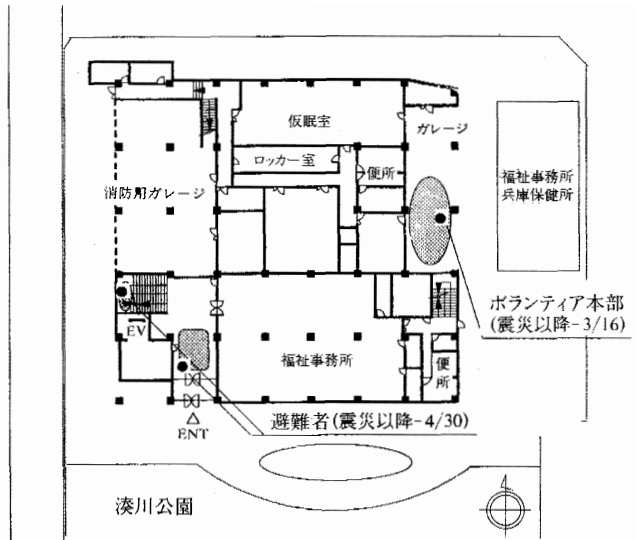 仮眠室
ガレージ
ロッカー室
便所
福祉事務所
兵庫保健所
消防用ガレージ
ボランティア本部
(震災以降-3/16)
EV
福祉事務所
便
所
避難者(震災以降-4/30)
ENT
湊川公園